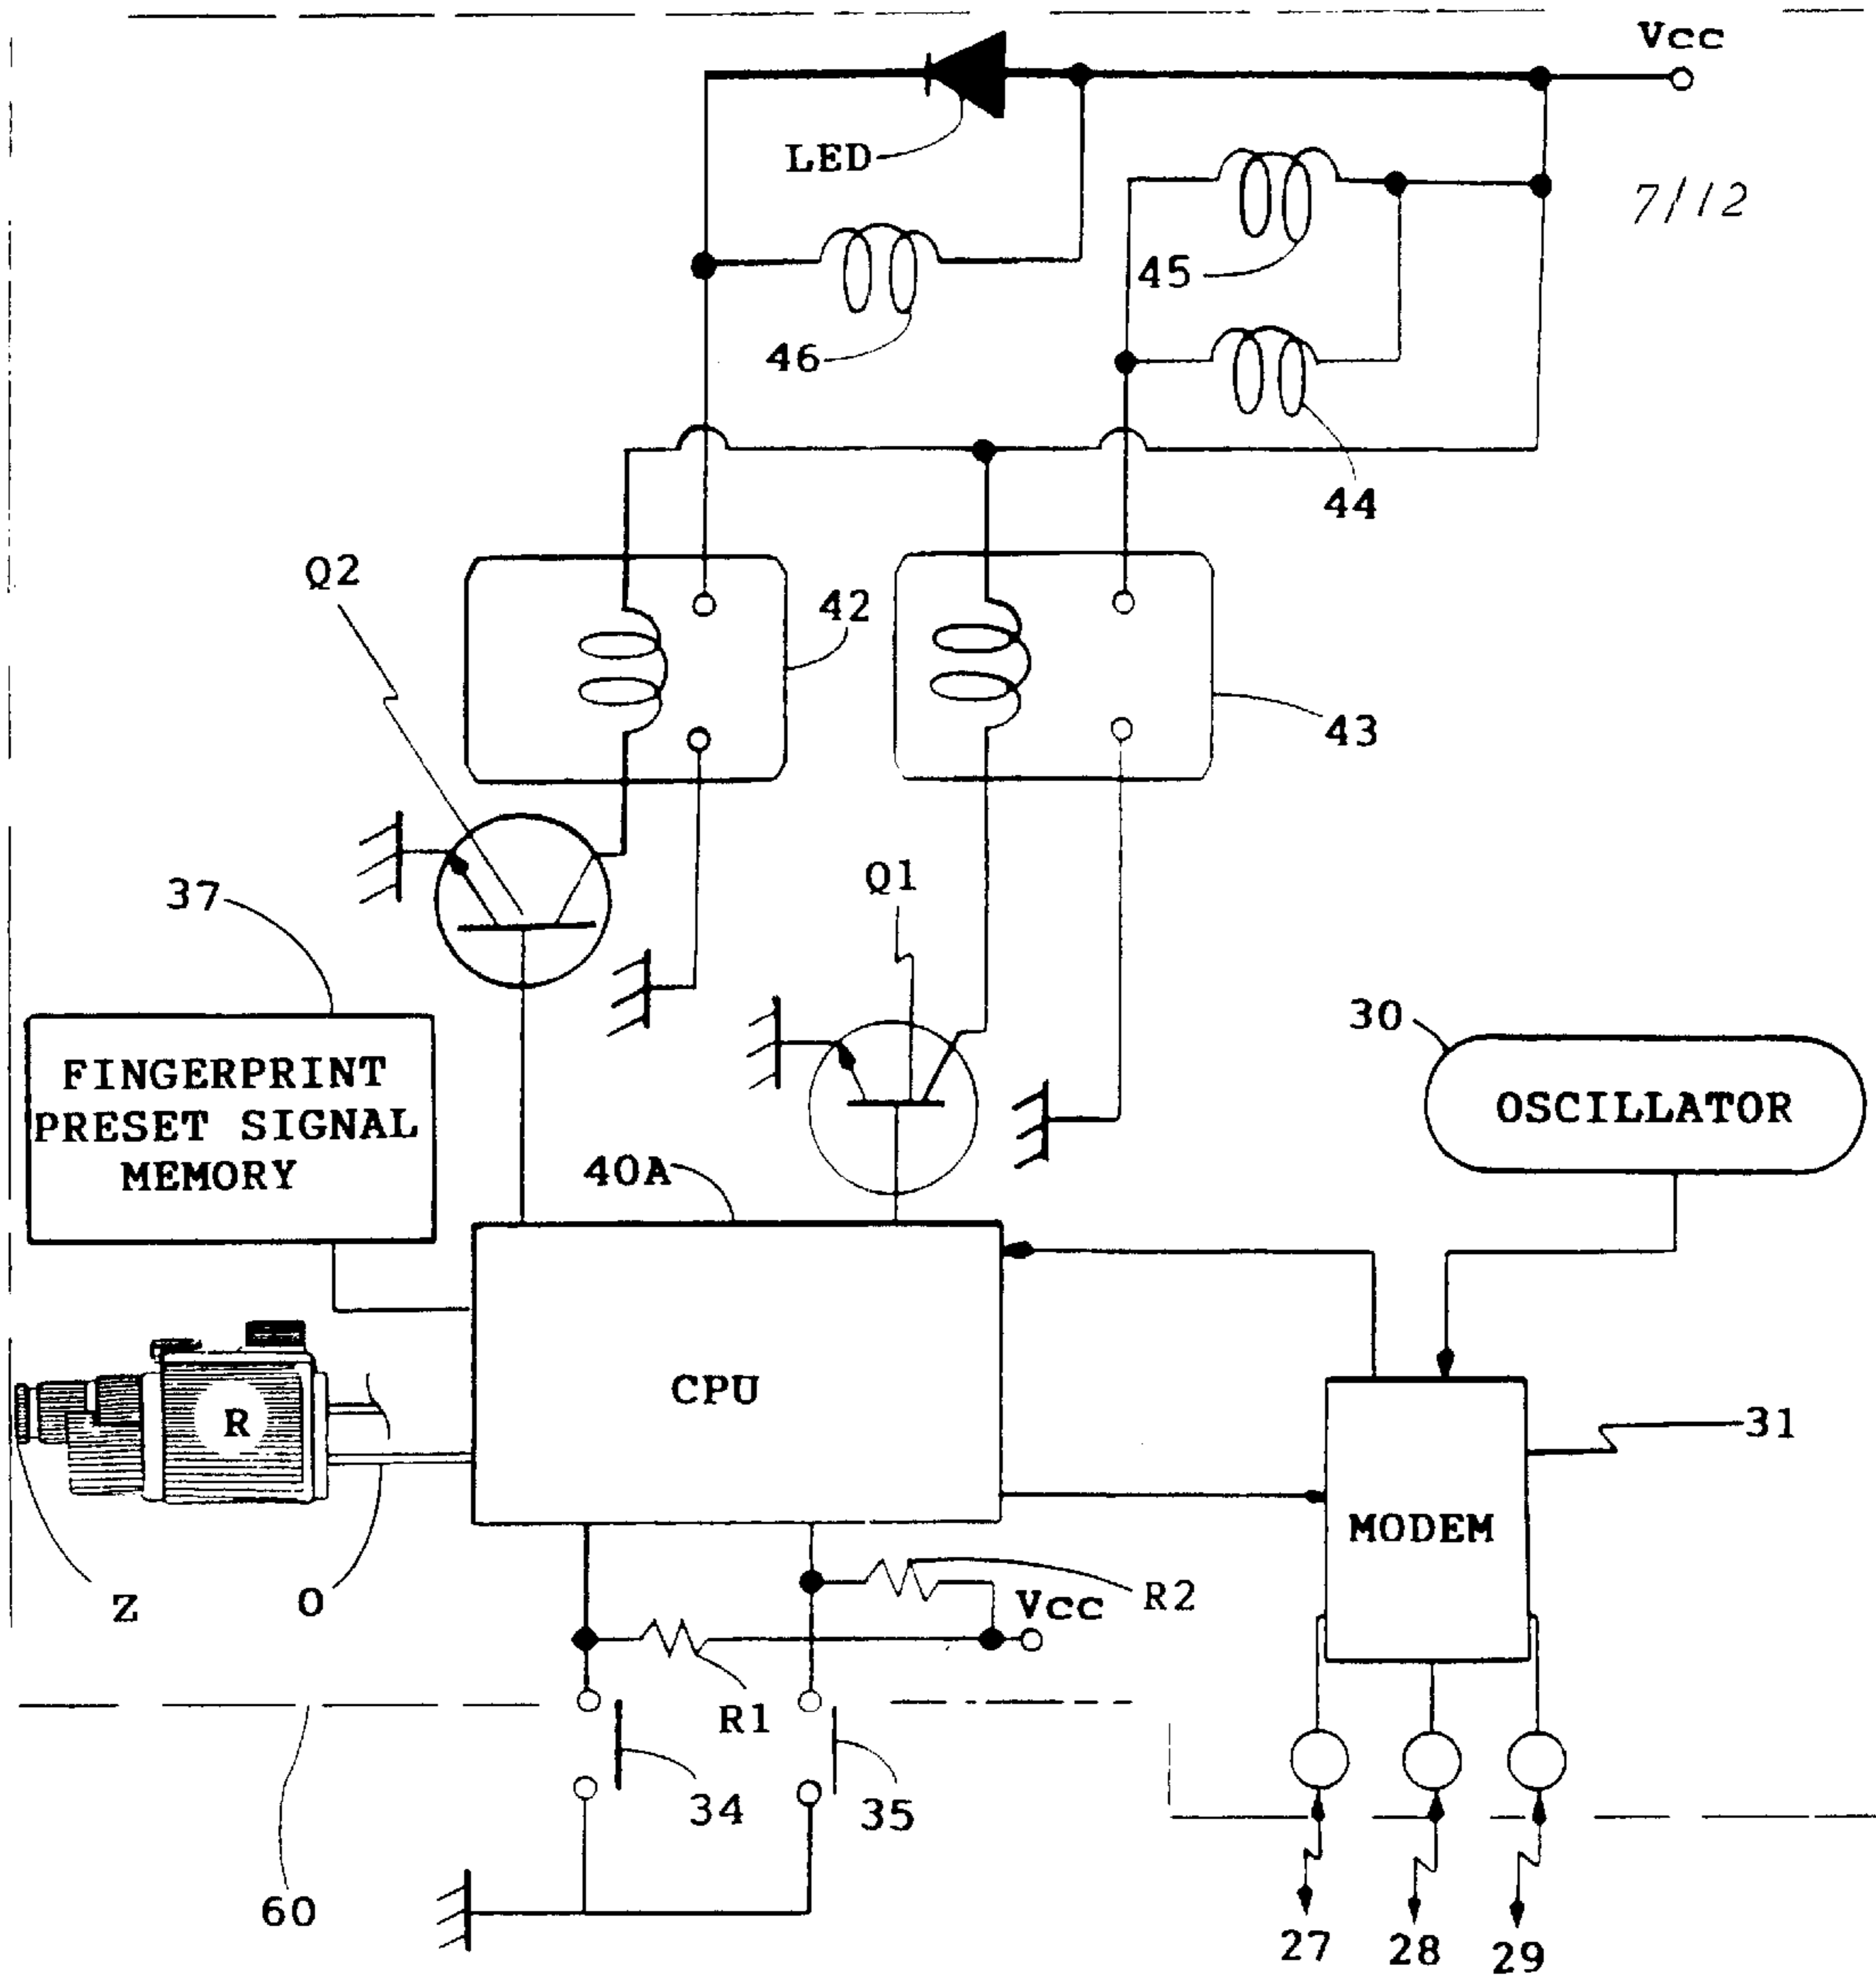 Vcc
LED
7/12
45
46
44
Q2
42
43
37
Q1
30
FINGERPRINT
PRESET SIGNAL
MEMORY
OSCILLATOR
40A
CPU
R
31
MODEM
Z
O
R2
Vcc
R1
34
35
60
27
28
29